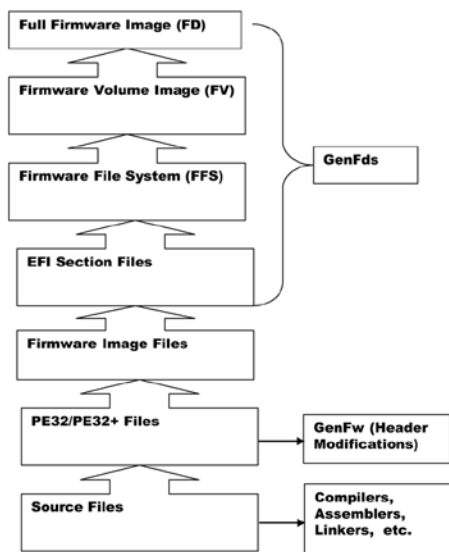 Full Firmware Image (FD)
Firmware Volume Image (FV)
Firmware File System (FFS)
GenFds
EFI Section Files
Firmware Image Files
PE32/PE32+ Files
GenFw (Header
Modifications)
Source Files
Compilers,
Assemblers,
Linkers, etc.